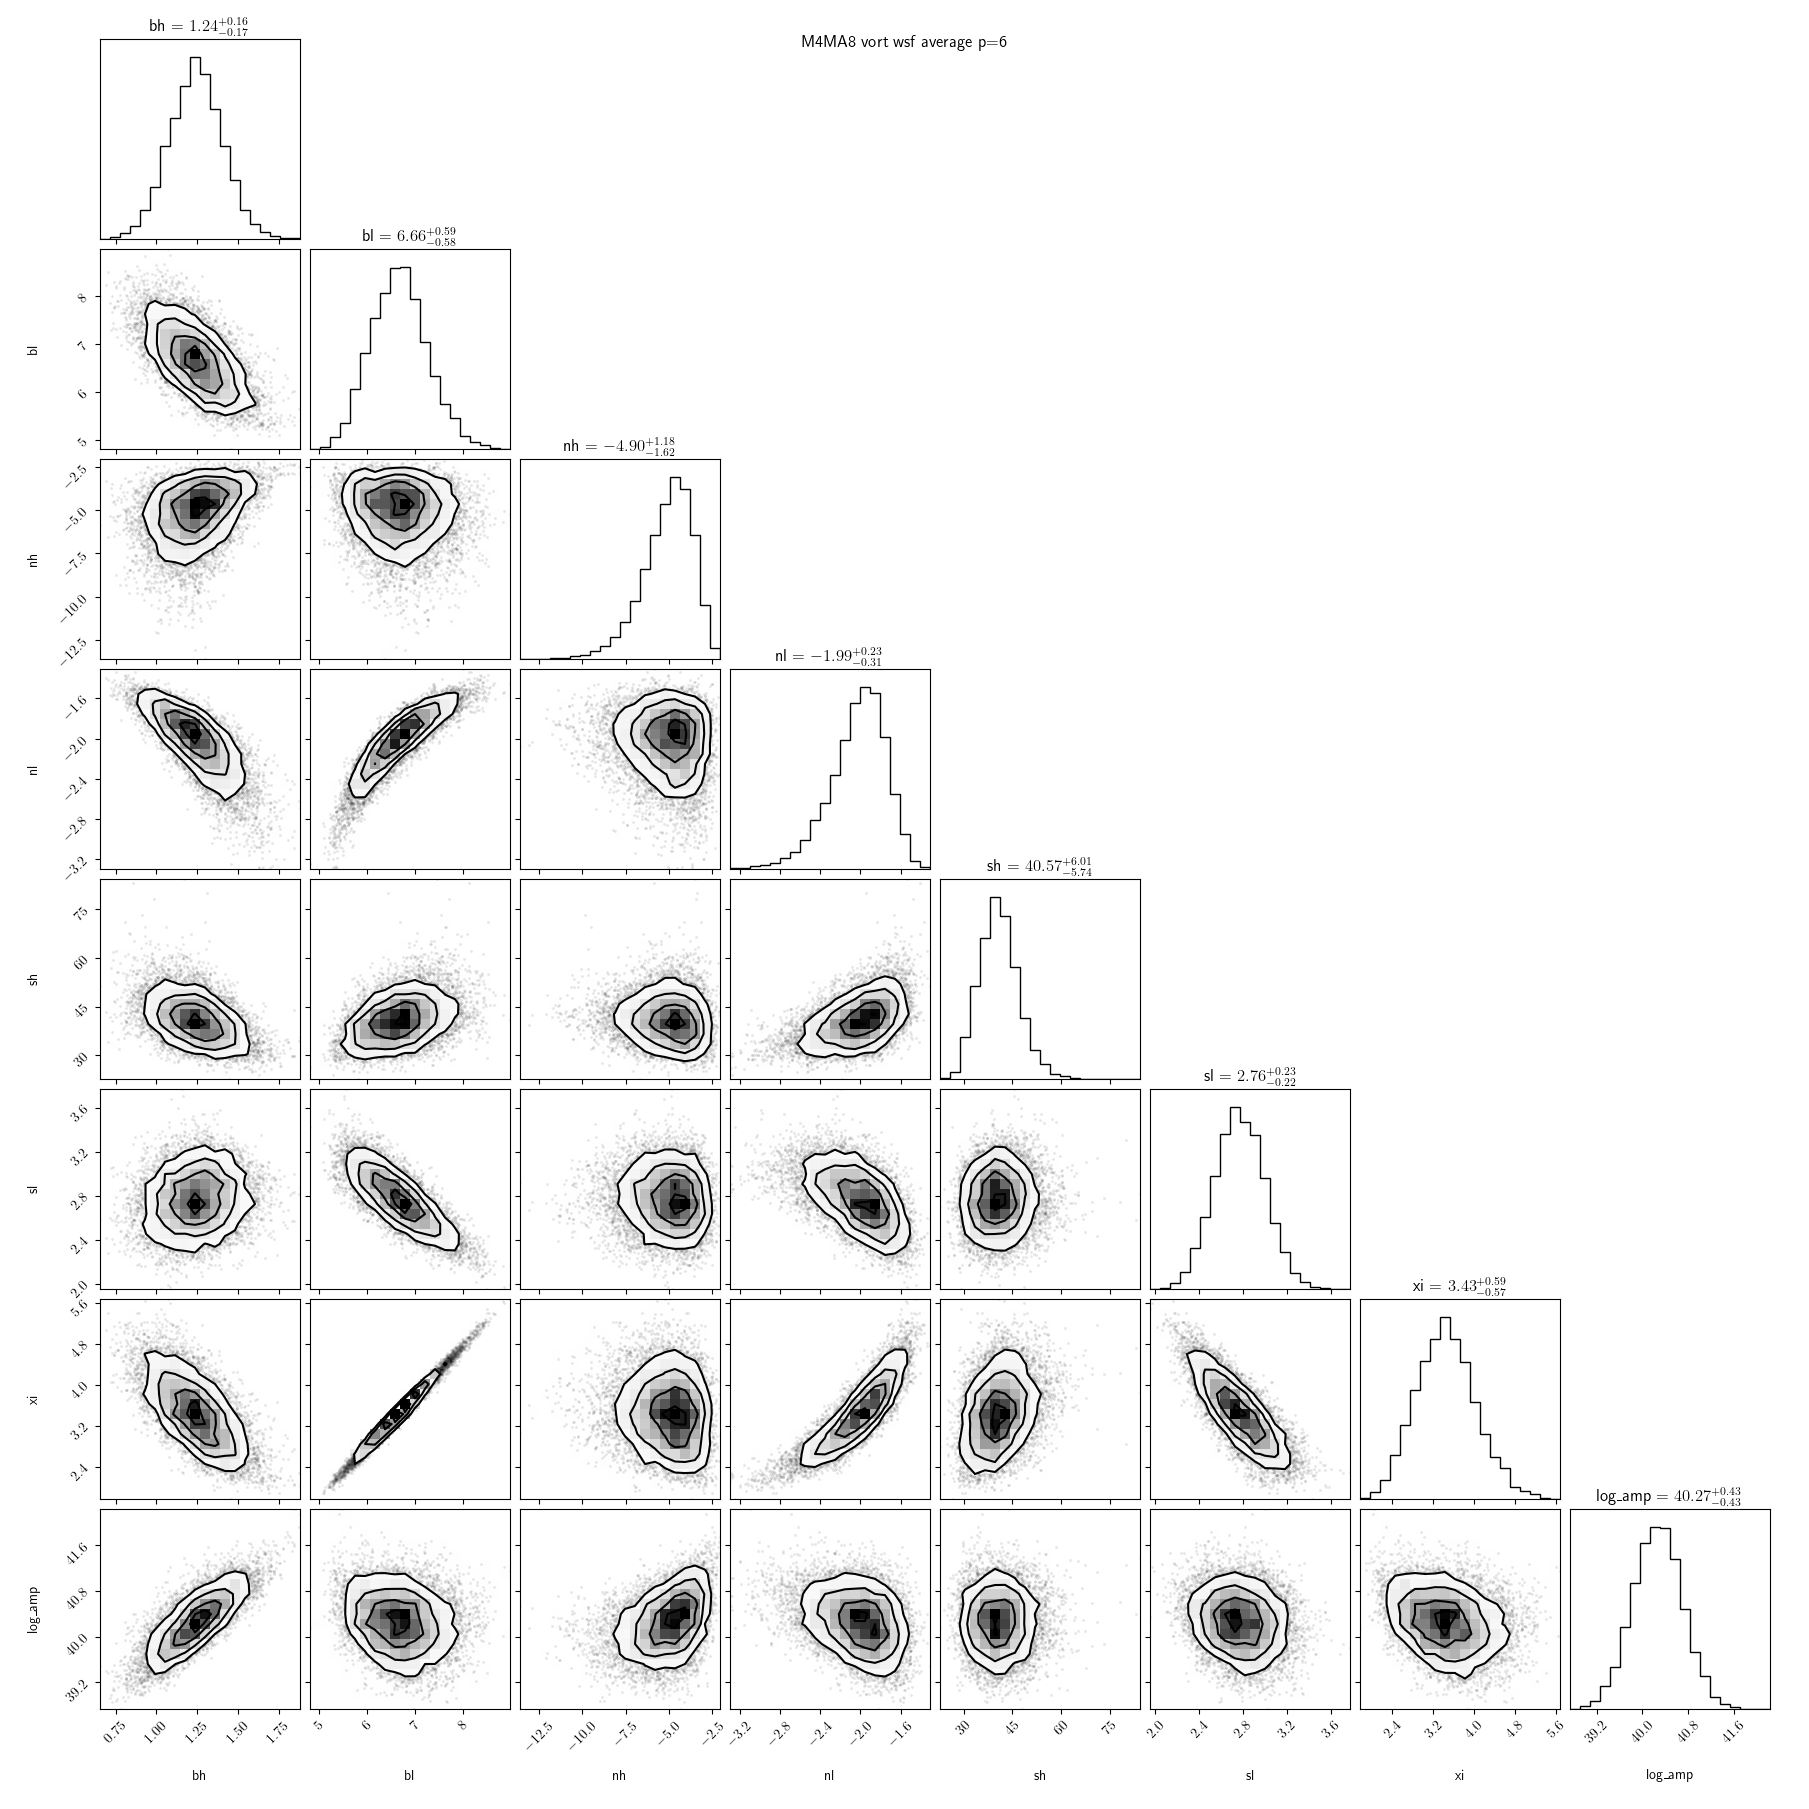 M4MA8 vort wsf average p=6
bh = 1.24^{+0.16}_{-0.17}
bl = 6.66^{+0.59}_{-0.58}
8
7
6
5
bl
nh = −4.90^{+1.18}_{-1.62}
−2.5
−5.0
−7.5
−10.0
−12.5
nh
nl = −1.99^{+0.23}_{-0.31}
−1.6
−2.0
−2.4
−2.8
−3.2
nl
sh = 40.57^{+6.01}_{-5.74}
75
60
45
30
sh
sl = 2.76^{+0.23}_{-0.22}
3.6
3.2
2.8
2.4
2.0
sl
xi = 3.43^{+0.59}_{-0.57}
5.6
4.8
4.0
3.2
2.4
xi
log_amp = 40.27^{+0.43}_{-0.43}
41.6
40.8
40.0
39.2
log_amp
0.75 1.00 1.25 1.50 1.75
5 6 7 8
−12.5 −10.0 −7.5 −5.0 −2.5
−3.2 −2.8 −2.4 −2.0 −1.6
30 45 60 75
2.0 2.4 2.8 3.2 3.6
2.4 3.2 4.0 4.8 5.6
39.2 40.0 40.8 41.6
bh bl nh nl sh sl xi log_amp